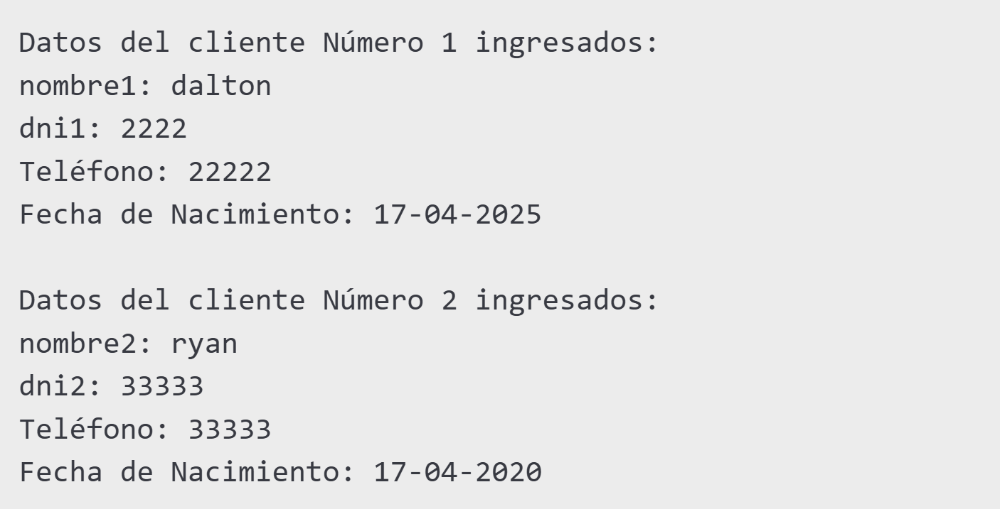 Datos del cliente Número 1 ingresados:
nombre1: dalton
dni1: 2222
Teléfono: 22222
Fecha de Nacimiento: 17-04-2025
Datos del cliente Número 2 ingresados:
nombre2: ryan
dni2: 33333
Teléfono: 33333
Fecha de Nacimiento: 17-04-2020